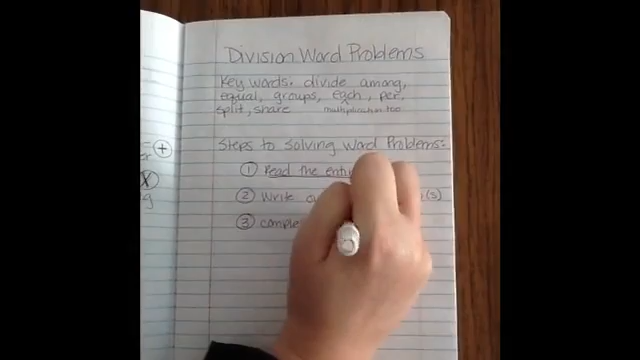 Division Word Problems
Key words: divide among,
equal, groups, each, per,
split, share multiplication too
Steps to Solving Word Problems:
① Read the
② Write (s)
③
+
X
g